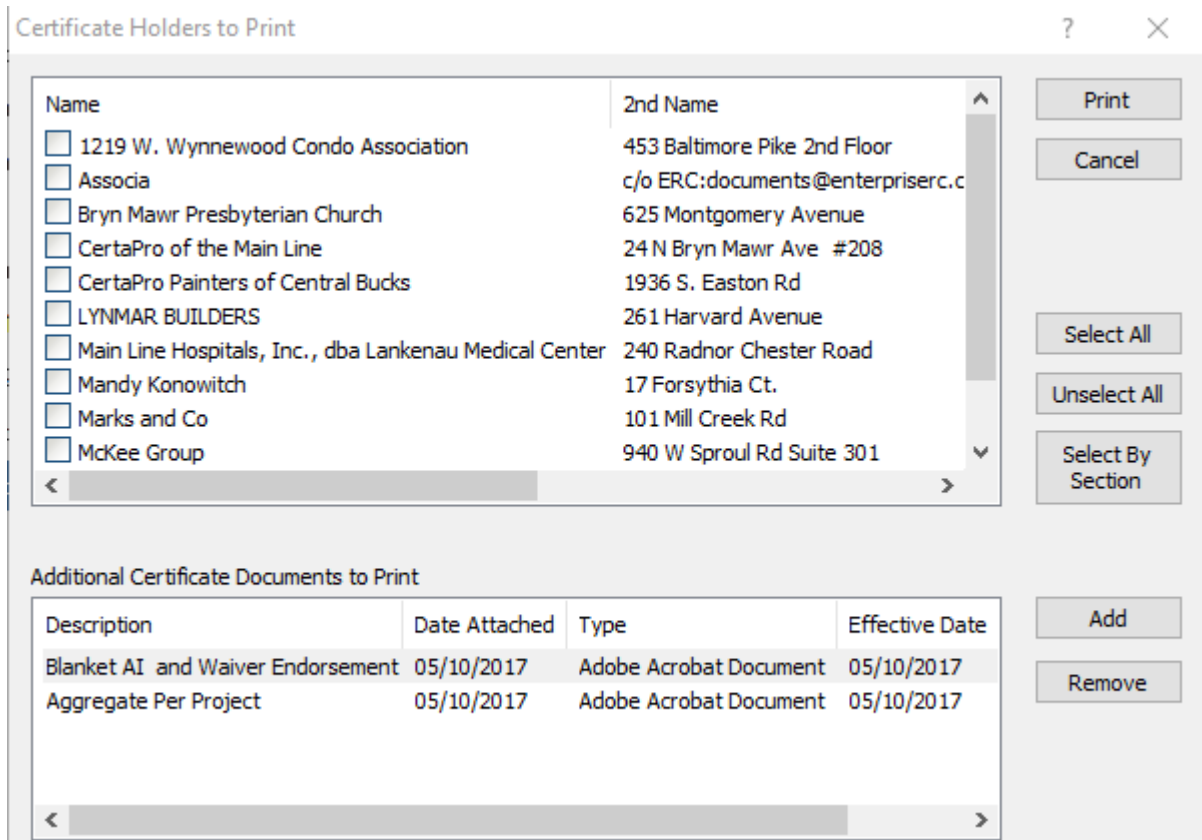 Certificate Holders to Print ?
Name 2nd Name Print
1219 W. Wynnewood Condo Association 453 Baltimore Pike 2nd Floor
Associa c/o ERC:documents@enterpriserc.c Cancel
Bryn Mawr Presbyterian Church 625 Montgomery Avenue
CertaPro of the Main Line 24 N Bryn Mawr Ave #208
CertaPro Painters of Central Bucks 1936 S. Easton Rd
LYNMAR BUILDERS 261 Harvard Avenue
Main Line Hospitals, Inc., dba Lankenau Medical Center 240 Radnor Chester Road Select All
Mandy Konowitch 17 Forsythia Ct. Unselect All
Marks and Co 101 Mill Creek Rd
McKee Group 940 W Sproul Rd Suite 301 Select By
Section
Additional Certificate Documents to Print
Description Date Attached Type Effective Date Add
Blanket AI and Waiver Endorsement 05/10/2017 Adobe Acrobat Document 05/10/2017
Aggregate Per Project 05/10/2017 Adobe Acrobat Document 05/10/2017 Remove